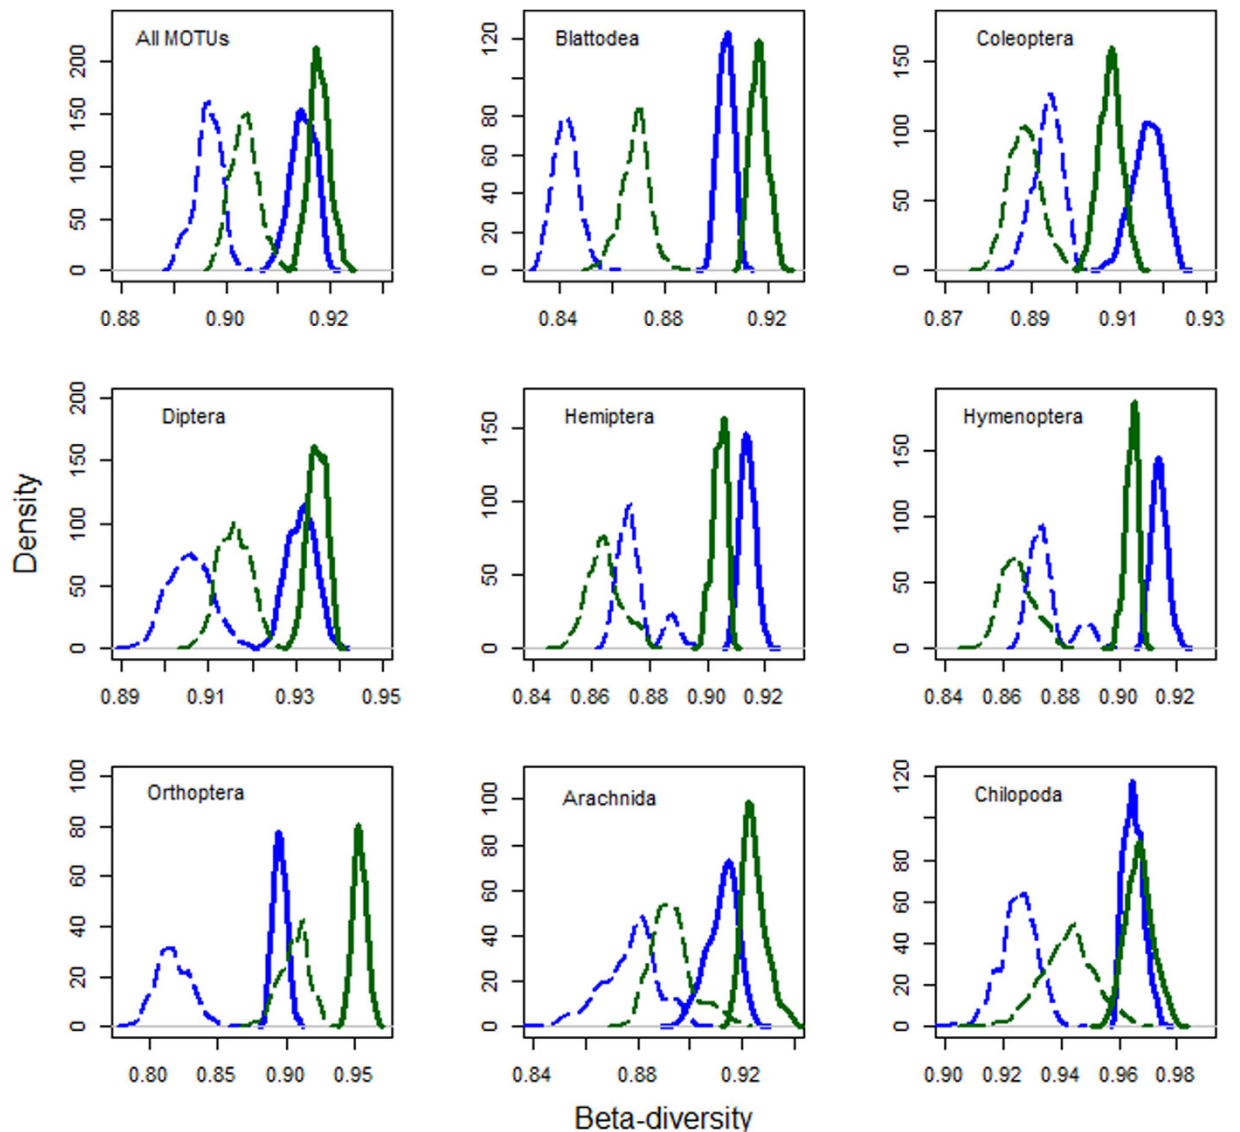 All MOTUs
0 50 100 150 200
0.88 0.90 0.92
Blattodea
0 20 40 60 80 120
0.84 0.88 0.92
Coleoptera
0 50 100 150
0.87 0.89 0.91 0.93
Diptera
0 50 100 150 200
0.89 0.91 0.93 0.95
Hemiptera
0 50 100 150
0.84 0.86 0.88 0.90 0.92
Hymenoptera
0 50 100 150
0.84 0.86 0.88 0.90 0.92
Density
Orthoptera
0 20 40 60 80 100
0.80 0.85 0.90 0.95
Arachnida
0 20 40 60 80 100
0.84 0.88 0.92
Chilopoda
0 20 40 60 80 120
0.90 0.92 0.94 0.96 0.98
Beta-diversity